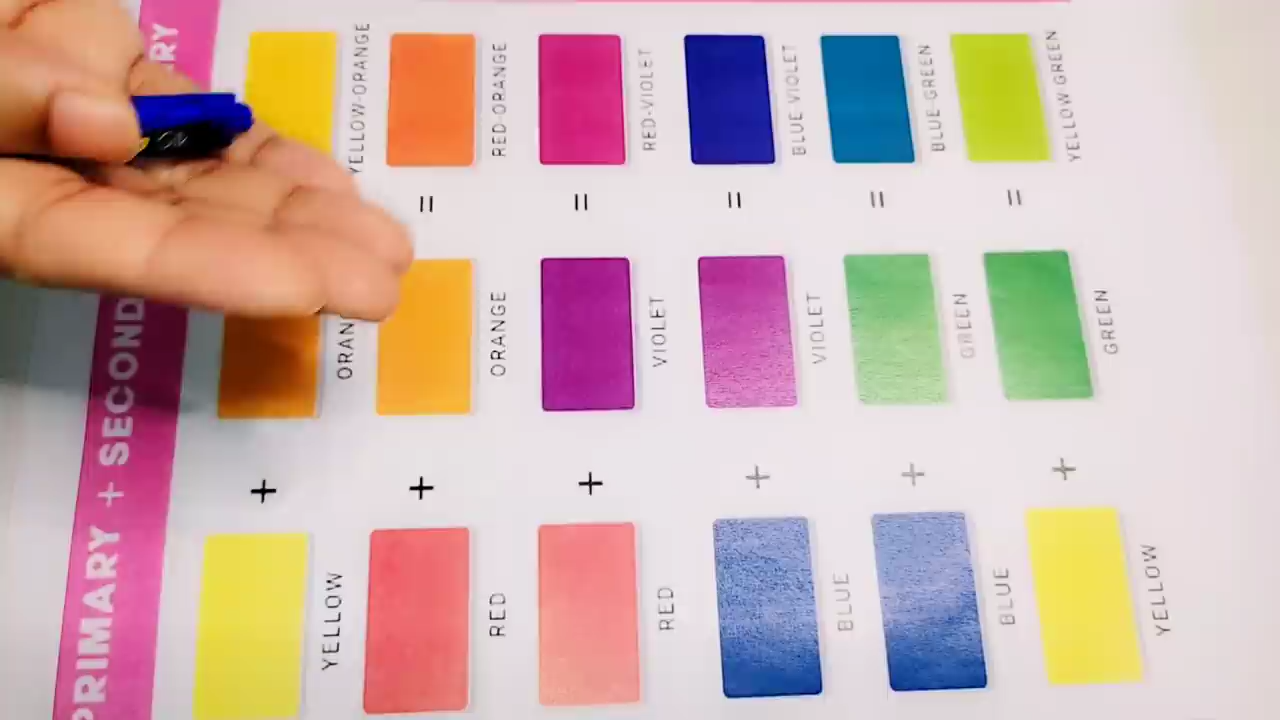 PRIMARY + SECOND RY
+
YELLOW ORAN YELLOW-ORANGE
+ =
RED ORANGE RED-ORANGE
+ =
RED VIOLET RED-VIOLET
+ =
BLUE VIOLET BLUE VIOLET
+ =
BLUE GREEN BLUE-GREEN
+ =
YELLOW GREEN YELLOW-GREEN